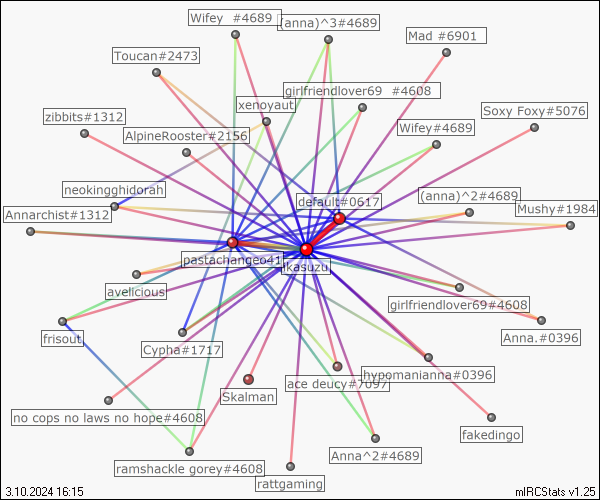 Wifey  #4689
(anna)^3#4689
Mad #6901
Toucan#2473
girlfriendlover69  #4608
xenoyaut
Soxy Foxy#5076
zibbits#1312
AlpineRooster#2156
Wifey#4689
neokingghidorah
default#0617
(anna)^2#4689
Annarchist#1312
Mushy#1984
pastachangeo41
ikasuzu
avelicious
girlfriendlover69#4608
frisout
Cypha#1717
Anna.#0396
hypomanianna#0396
ace deucy#7097
Skalman
no cops no laws no hope#4608
fakedingo
Anna^2#4689
ramshackle gorey#4608
rattgaming
3.10.2024 16:15
mIRCStats v1.25